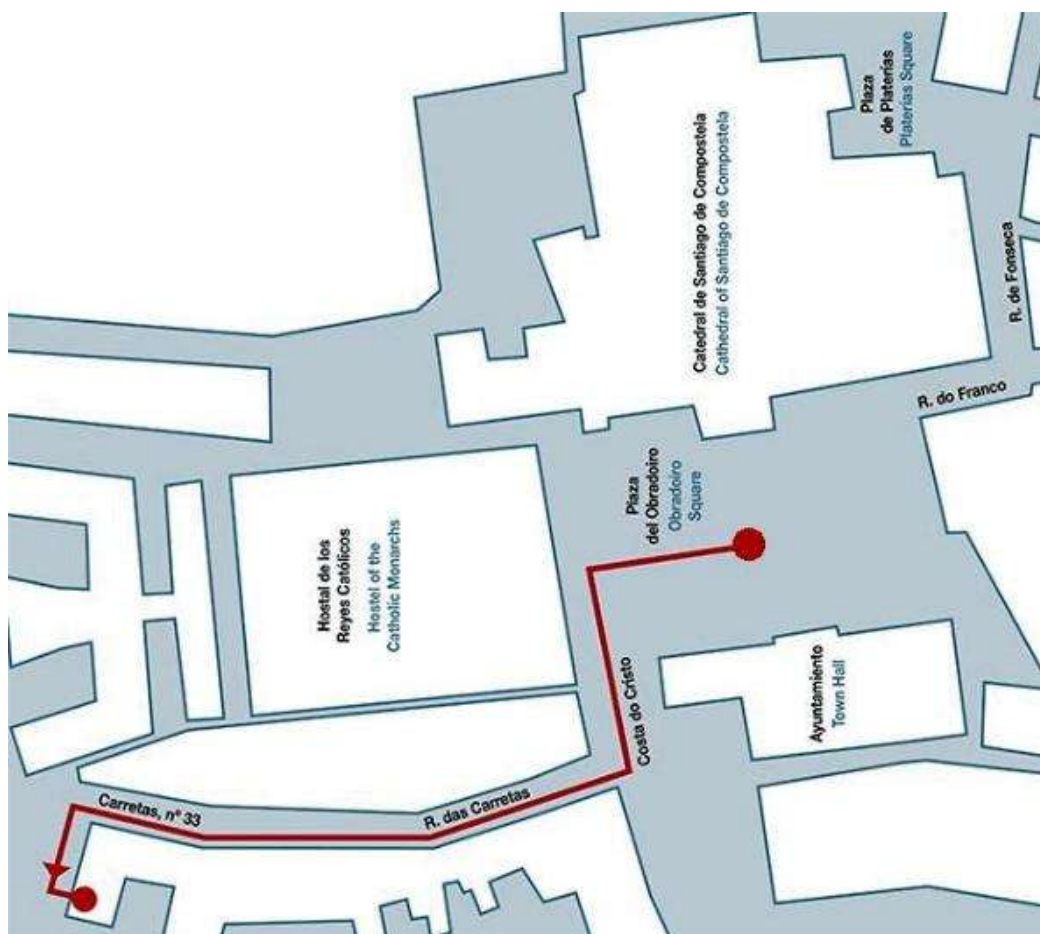 Plaza
de Platerías
Platerías Square
Catedral de Santiago de Compostela
Cathedral of Santiago de Compostela
R. de Fonseca
R. do Franco
Plaza
del Obradoiro
Obradoiro
Square
Hostal de los
Reyes Católicos
Hostel of the
Catholic Monarchs
Costa do Cristo
Ayuntamiento
Town Hall
Carretas, nº 33
R. das Carretas